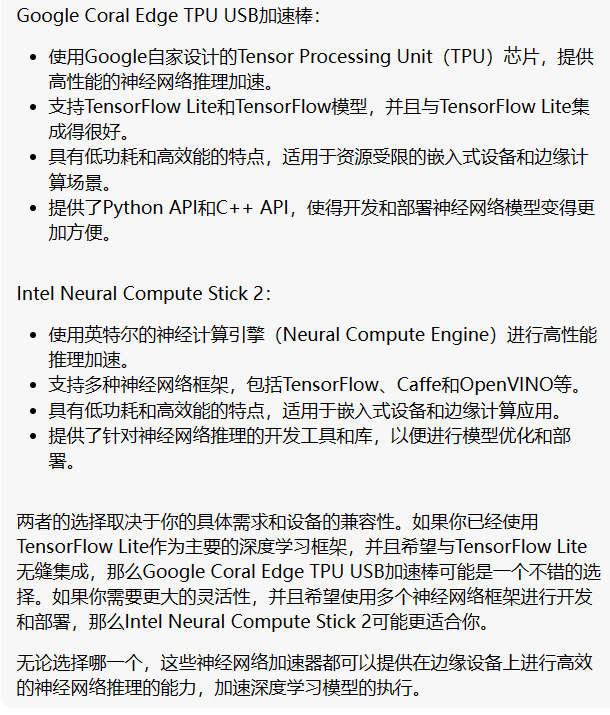 Google Coral Edge TPU USB加速棒：
• 使用Google自家设计的Tensor Processing Unit（TPU）芯片，提供
高性能的神经网络推理加速。
• 支持TensorFlow Lite和TensorFlow模型，并且与TensorFlow Lite集
成得很好。
• 具有低功耗和高效能的特点，适用于资源受限的嵌入式设备和边缘计
算场景。
• 提供了Python API和C++ API，使得开发和部署神经网络模型变得更
加方便。
Intel Neural Compute Stick 2：
• 使用英特尔的神经计算引擎（Neural Compute Engine）进行高性能
推理加速。
• 支持多种神经网络框架，包括TensorFlow、Caffe和OpenVINO等。
• 具有低功耗和高效能的特点，适用于嵌入式设备和边缘计算应用。
• 提供了针对神经网络推理的开发工具和库，以便进行模型优化和部
署。
两者的选择取决于你的具体需求和设备的兼容性。如果你已经使用
TensorFlow Lite作为主要的深度学习框架，并且希望与TensorFlow Lite
无缝集成，那么Google Coral Edge TPU USB加速棒可能是一个不错的选
择。如果你需要更大的灵活性，并且希望使用多个神经网络框架进行开发
和部署，那么Intel Neural Compute Stick 2可能更适合你。
无论选择哪一个，这些神经网络加速器都可以提供在边缘设备上进行高效
的神经网络推理的能力，加速深度学习模型的执行。